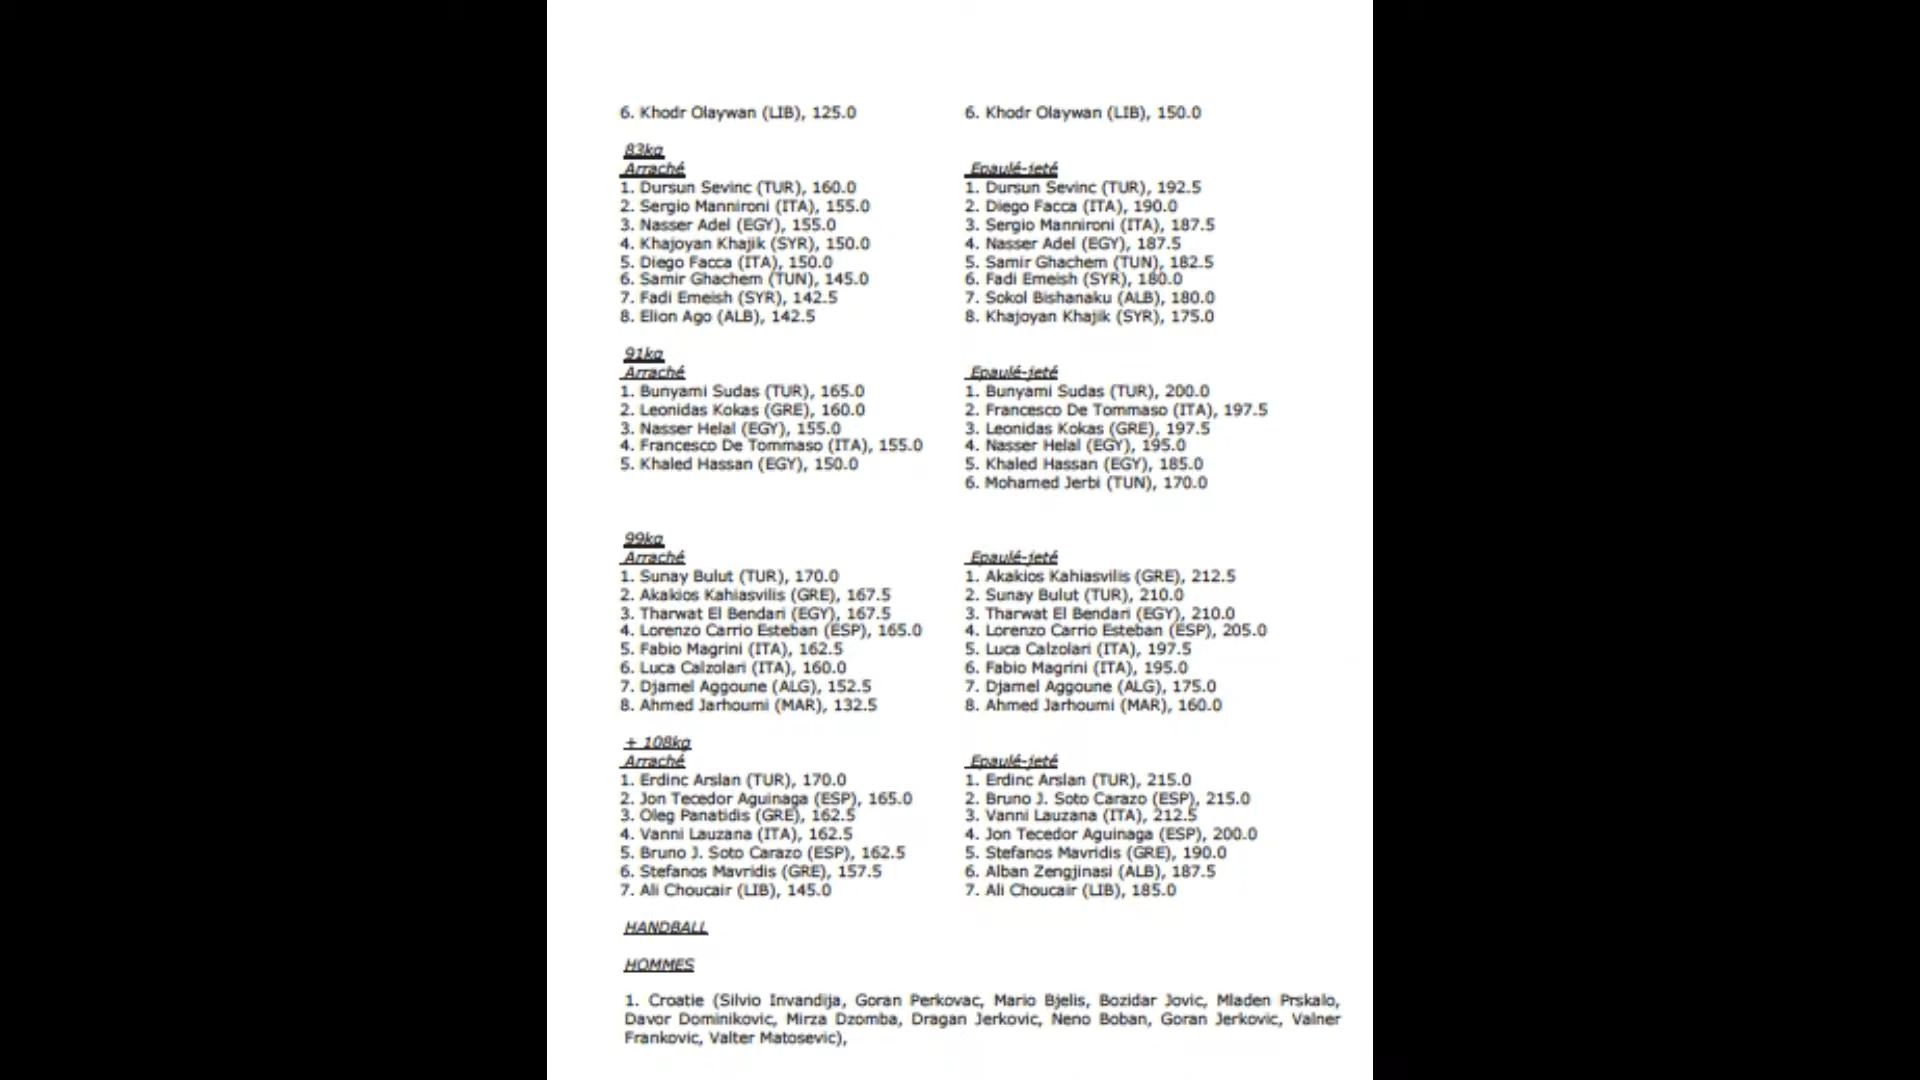 6. Khodr Olaywan (LIB), 125.0 6. Khodr Olaywan (LIB), 150.0
83kg
Arraché Epaulé-jeté
1. Dursun Sevinc (TUR), 160.0 1. Dursun Sevinc (TUR), 192.5
2. Sergio Mannironi (ITA), 155.0 2. Diego Facca (ITA), 190.0
3. Nasser Adel (EGY), 155.0 3. Sergio Mannironi (ITA), 187.5
4. Khajoyan Khajik (SYR), 150.0 4. Nasser Adel (EGY), 187.5
5. Diego Facca (ITA), 150.0 5. Samir Ghachem (TUN), 182.5
6. Samir Ghachem (TUN), 145.0 6. Fadi Emeish (SYR), 180.0
7. Fadi Emeish (SYR), 142.5 7. Sokol Bishanaku (ALB), 180.0
8. Elion Ago (ALB), 142.5 8. Khajoyan Khajik (SYR), 175.0
91kg
Arraché Epaulé-jeté
1. Bunyami Sudas (TUR), 165.0 1. Bunyami Sudas (TUR), 200.0
2. Leonidas Kokas (GRE), 160.0 2. Francesco De Tommaso (ITA), 197.5
3. Nasser Helal (EGY), 155.0 3. Leonidas Kokas (GRE), 197.5
4. Francesco De Tommaso (ITA), 155.0 4. Nasser Helal (EGY), 195.0
5. Khaled Hassan (EGY), 150.0 5. Khaled Hassan (EGY), 185.0
6. Mohamed Jerbi (TUN), 170.0
99kg
Arraché Epaulé-jeté
1. Sunay Bulut (TUR), 170.0 1. Akakios Kahiasvilis (GRE), 212.5
2. Akakios Kahiasvilis (GRE), 167.5 2. Sunay Bulut (TUR), 210.0
3. Tharwat El Bendari (EGY), 167.5 3. Tharwat El Bendari (EGY), 210.0
4. Lorenzo Carrio Esteban (ESP), 165.0 4. Lorenzo Carrio Esteban (ESP), 205.0
5. Fabio Magrini (ITA), 162.5 5. Luca Calzolari (ITA), 197.5
6. Luca Calzolari (ITA), 160.0 6. Fabio Magrini (ITA), 195.0
7. Djamel Aggoune (ALG), 152.5 7. Djamel Aggoune (ALG), 175.0
8. Ahmed Jarhoumi (MAR), 132.5 8. Ahmed Jarhoumi (MAR), 160.0
+ 108kg
Arraché Epaulé-jeté
1. Erdinc Arslan (TUR), 170.0 1. Erdinc Arslan (TUR), 215.0
2. Jon Tecedor Aguinaga (ESP), 165.0 2. Bruno J. Soto Carazo (ESP), 215.0
3. Oleg Panatidis (GRE), 162.5 3. Vanni Lauzana (ITA), 212.5
4. Vanni Lauzana (ITA), 162.5 4. Jon Tecedor Aguinaga (ESP), 200.0
5. Bruno J. Soto Carazo (ESP), 162.5 5. Stefanos Mavridis (GRE), 190.0
6. Stefanos Mavridis (GRE), 157.5 6. Alban Zengjinasi (ALB), 187.5
7. Ali Choucair (LIB), 145.0 7. Ali Choucair (LIB), 185.0
HANDBALL
HOMMES
1. Croatie (Silvio Invandija, Goran Perkovac, Mario Bjelis, Bozidar Jovic, Mladen Prskalo,
Davor Dominikovic, Mirza Dzomba, Dragan Jerkovic, Neno Boban, Goran Jerkovic, Valner
Frankovic, Valter Matosevic),